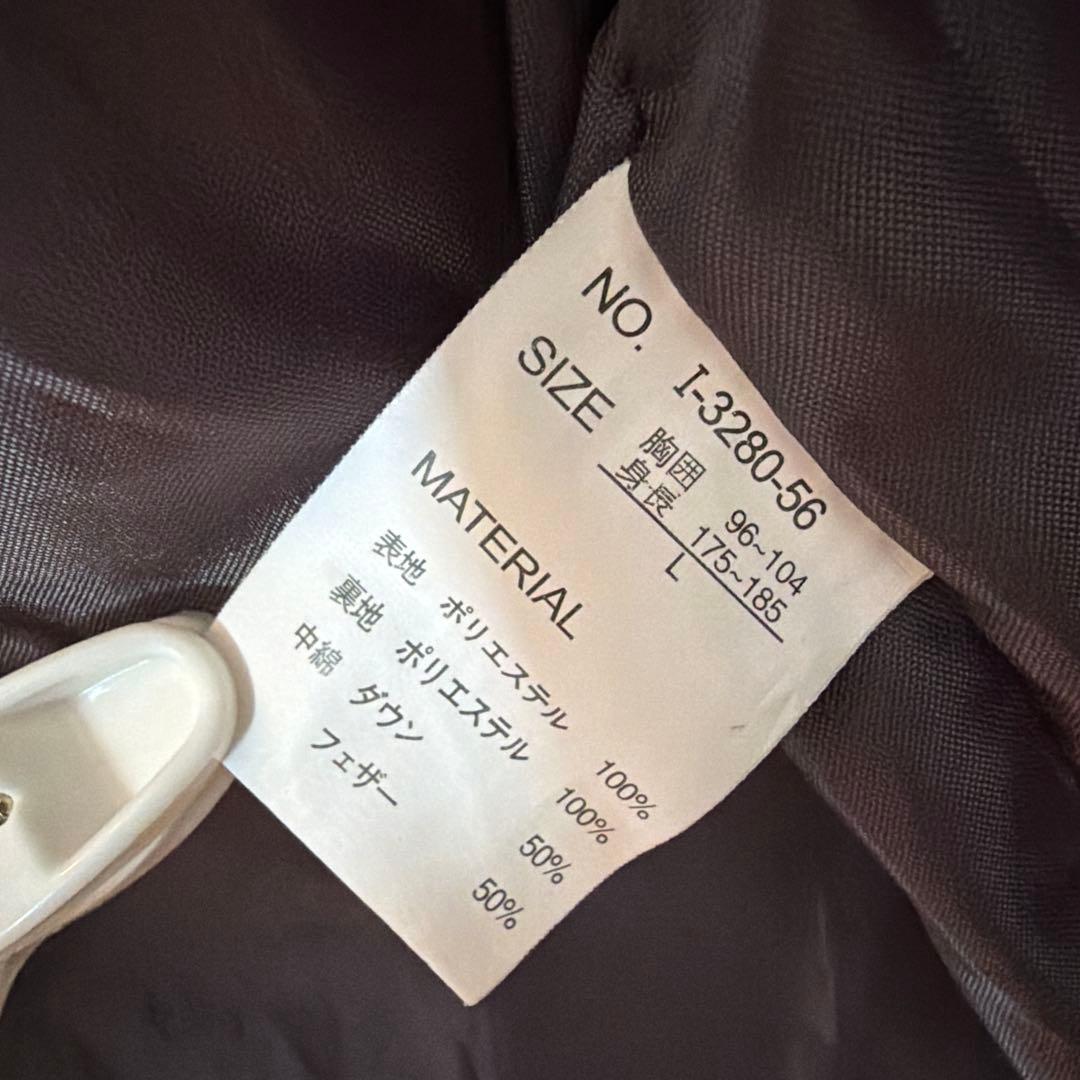 NO. I-3280-56
SIZE 胸囲 96~104
身長 175~185
L
MATERIAL
表地 ポリエステル 100%
裏地 ポリエステル 100%
中綿 ダウン 50%
フェザー 50%